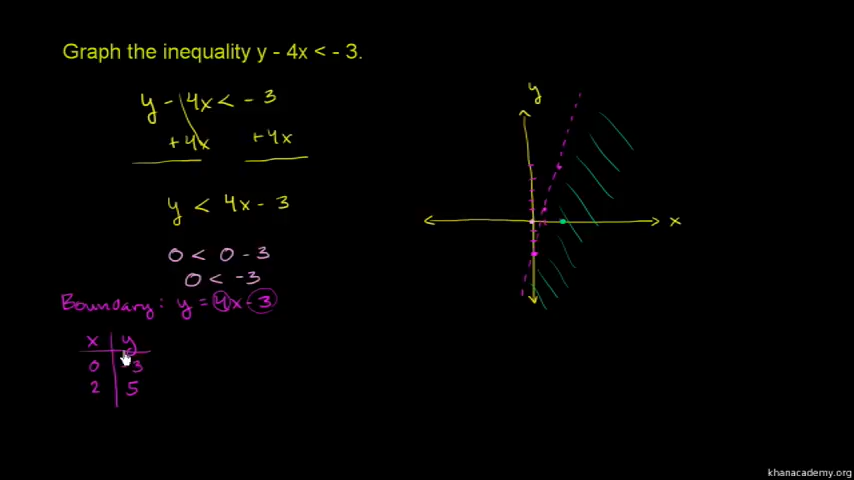 Graph the inequality y - 4x < - 3.
y - 4x < - 3
+4x +4x
y < 4x - 3
0 < 0 - 3
0 < -3
Boundary: y = 4x - 3
x y
0 -3
2 5
y
x
khanacademy.org